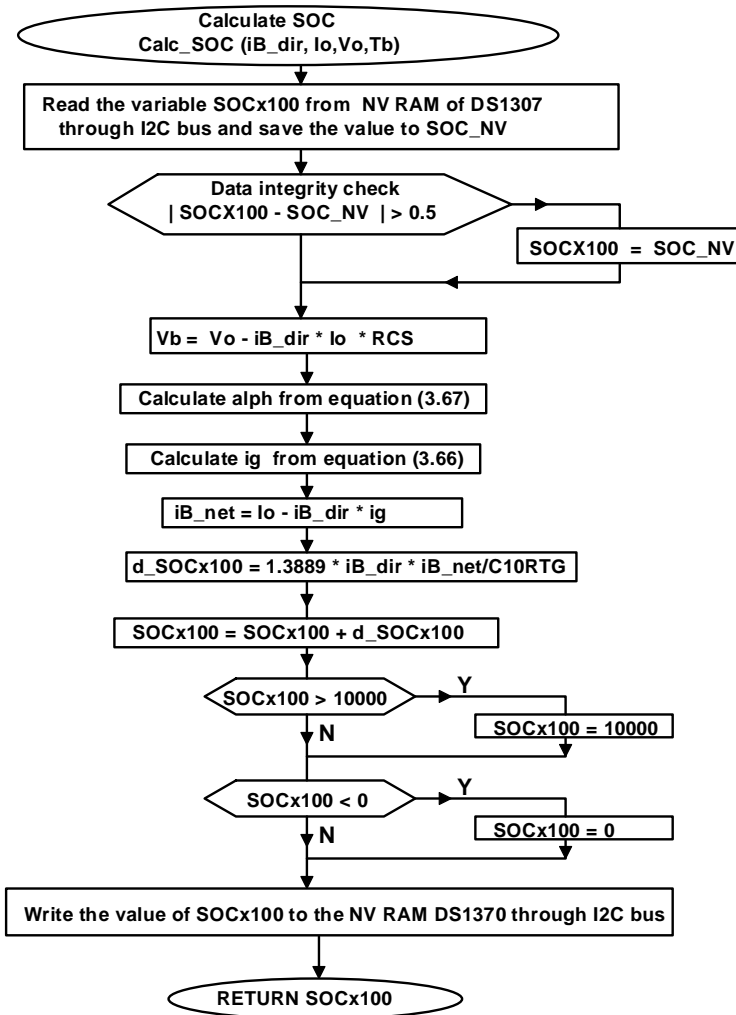 Calculate SOC
Calc_SOC (iB_dir, Io,Vo,Tb)
Read the variable SOCx100 from NV RAM of DS1307
through I2C bus and save the value to SOC_NV
Data integrity check
| SOCX100 - SOC_NV | > 0.5
SOCX100 = SOC_NV
Vb = Vo - iB_dir * Io * RCS
Calculate alph from equation (3.67)
Calculate ig from equation (3.66)
iB_net = Io - iB_dir * ig
d_SOCx100 = 1.3889 * iB_dir * iB_net/C10RTG
SOCx100 = SOCx100 + d_SOCx100
SOCx100 > 10000
Y
SOCx100 = 10000
N
SOCx100 < 0
Y
SOCx100 = 0
N
Write the value of SOCx100 to the NV RAM DS1370 through I2C bus
RETURN SOCx100